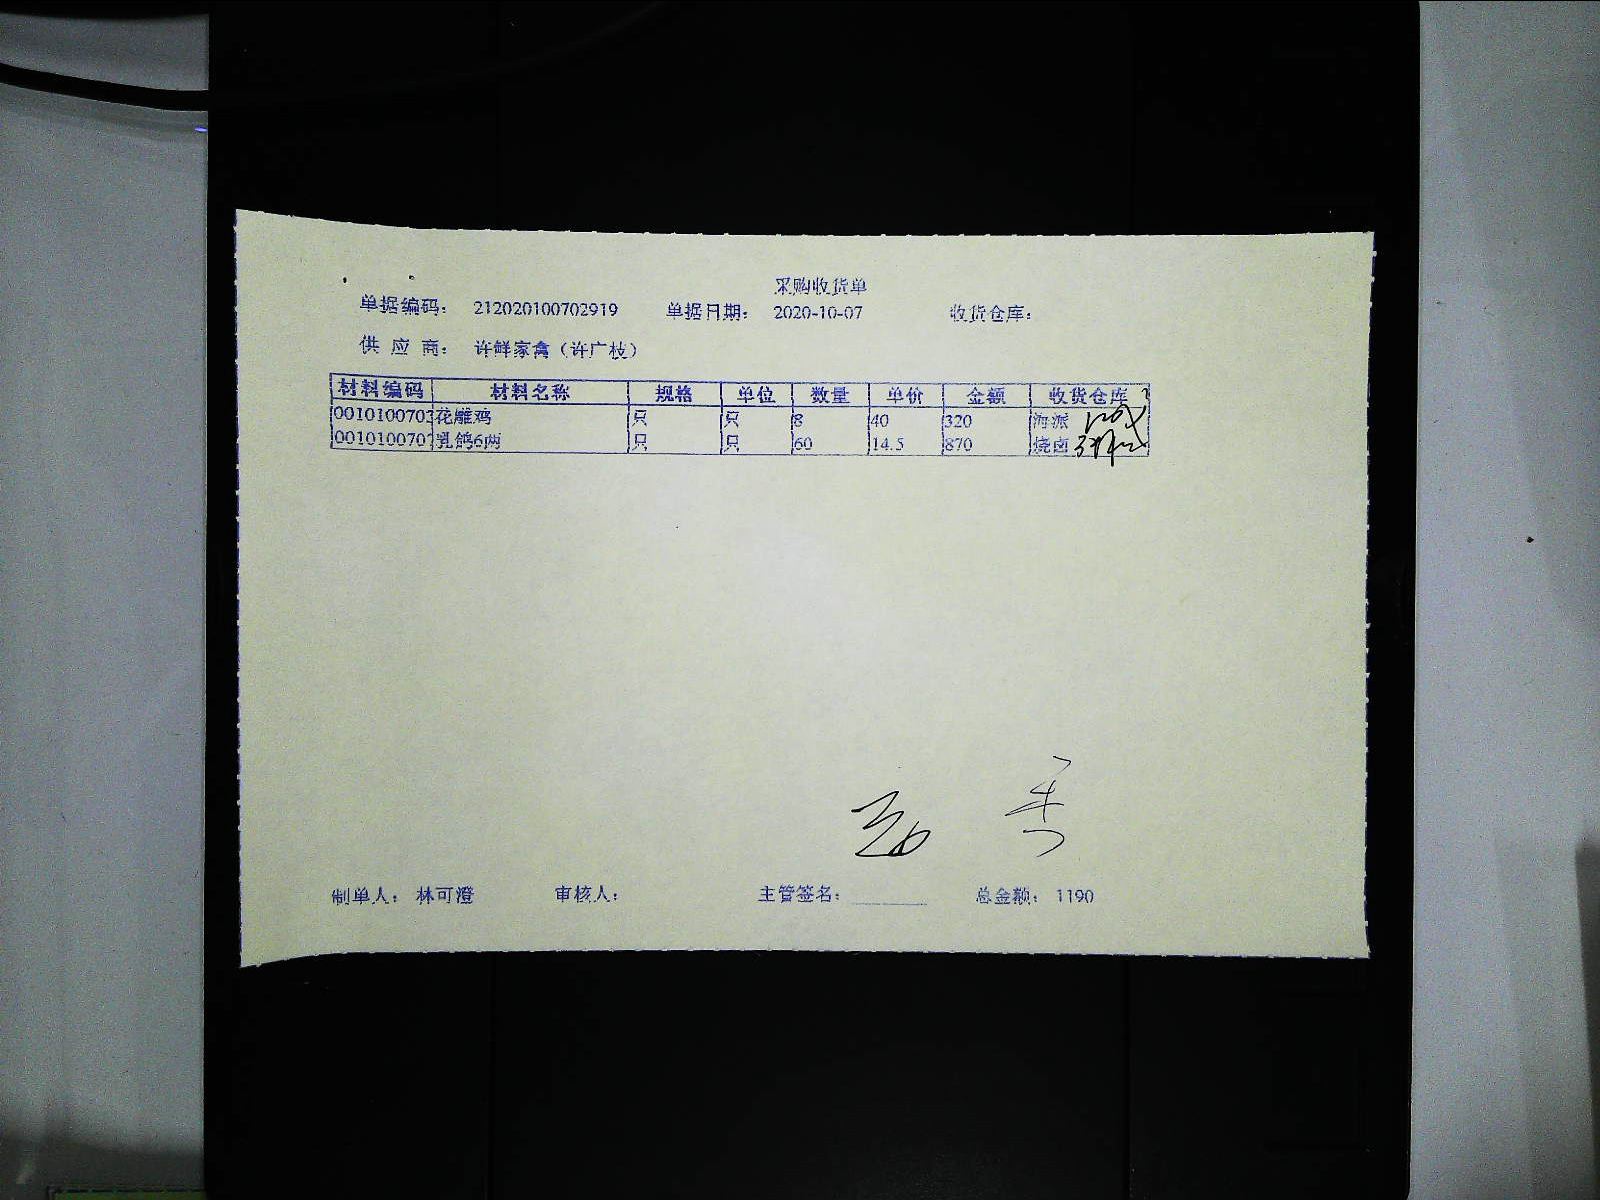 采购收货单
单据编码： 212020100702919 单据日期： 2020-10-07 收货仓库：
供 应 商： 许鲜家禽（许广枝）
材料编码 材料名称 规格 单位 数量 单价 金额 收货仓库
001010070 花雕鸡 只 只 8 40 320 海派
001010070 乳鸽6两 只 只 60 14.5 870 烧卤
制单人： 林可澄 审核人： 主管签名： 总金额： 1190